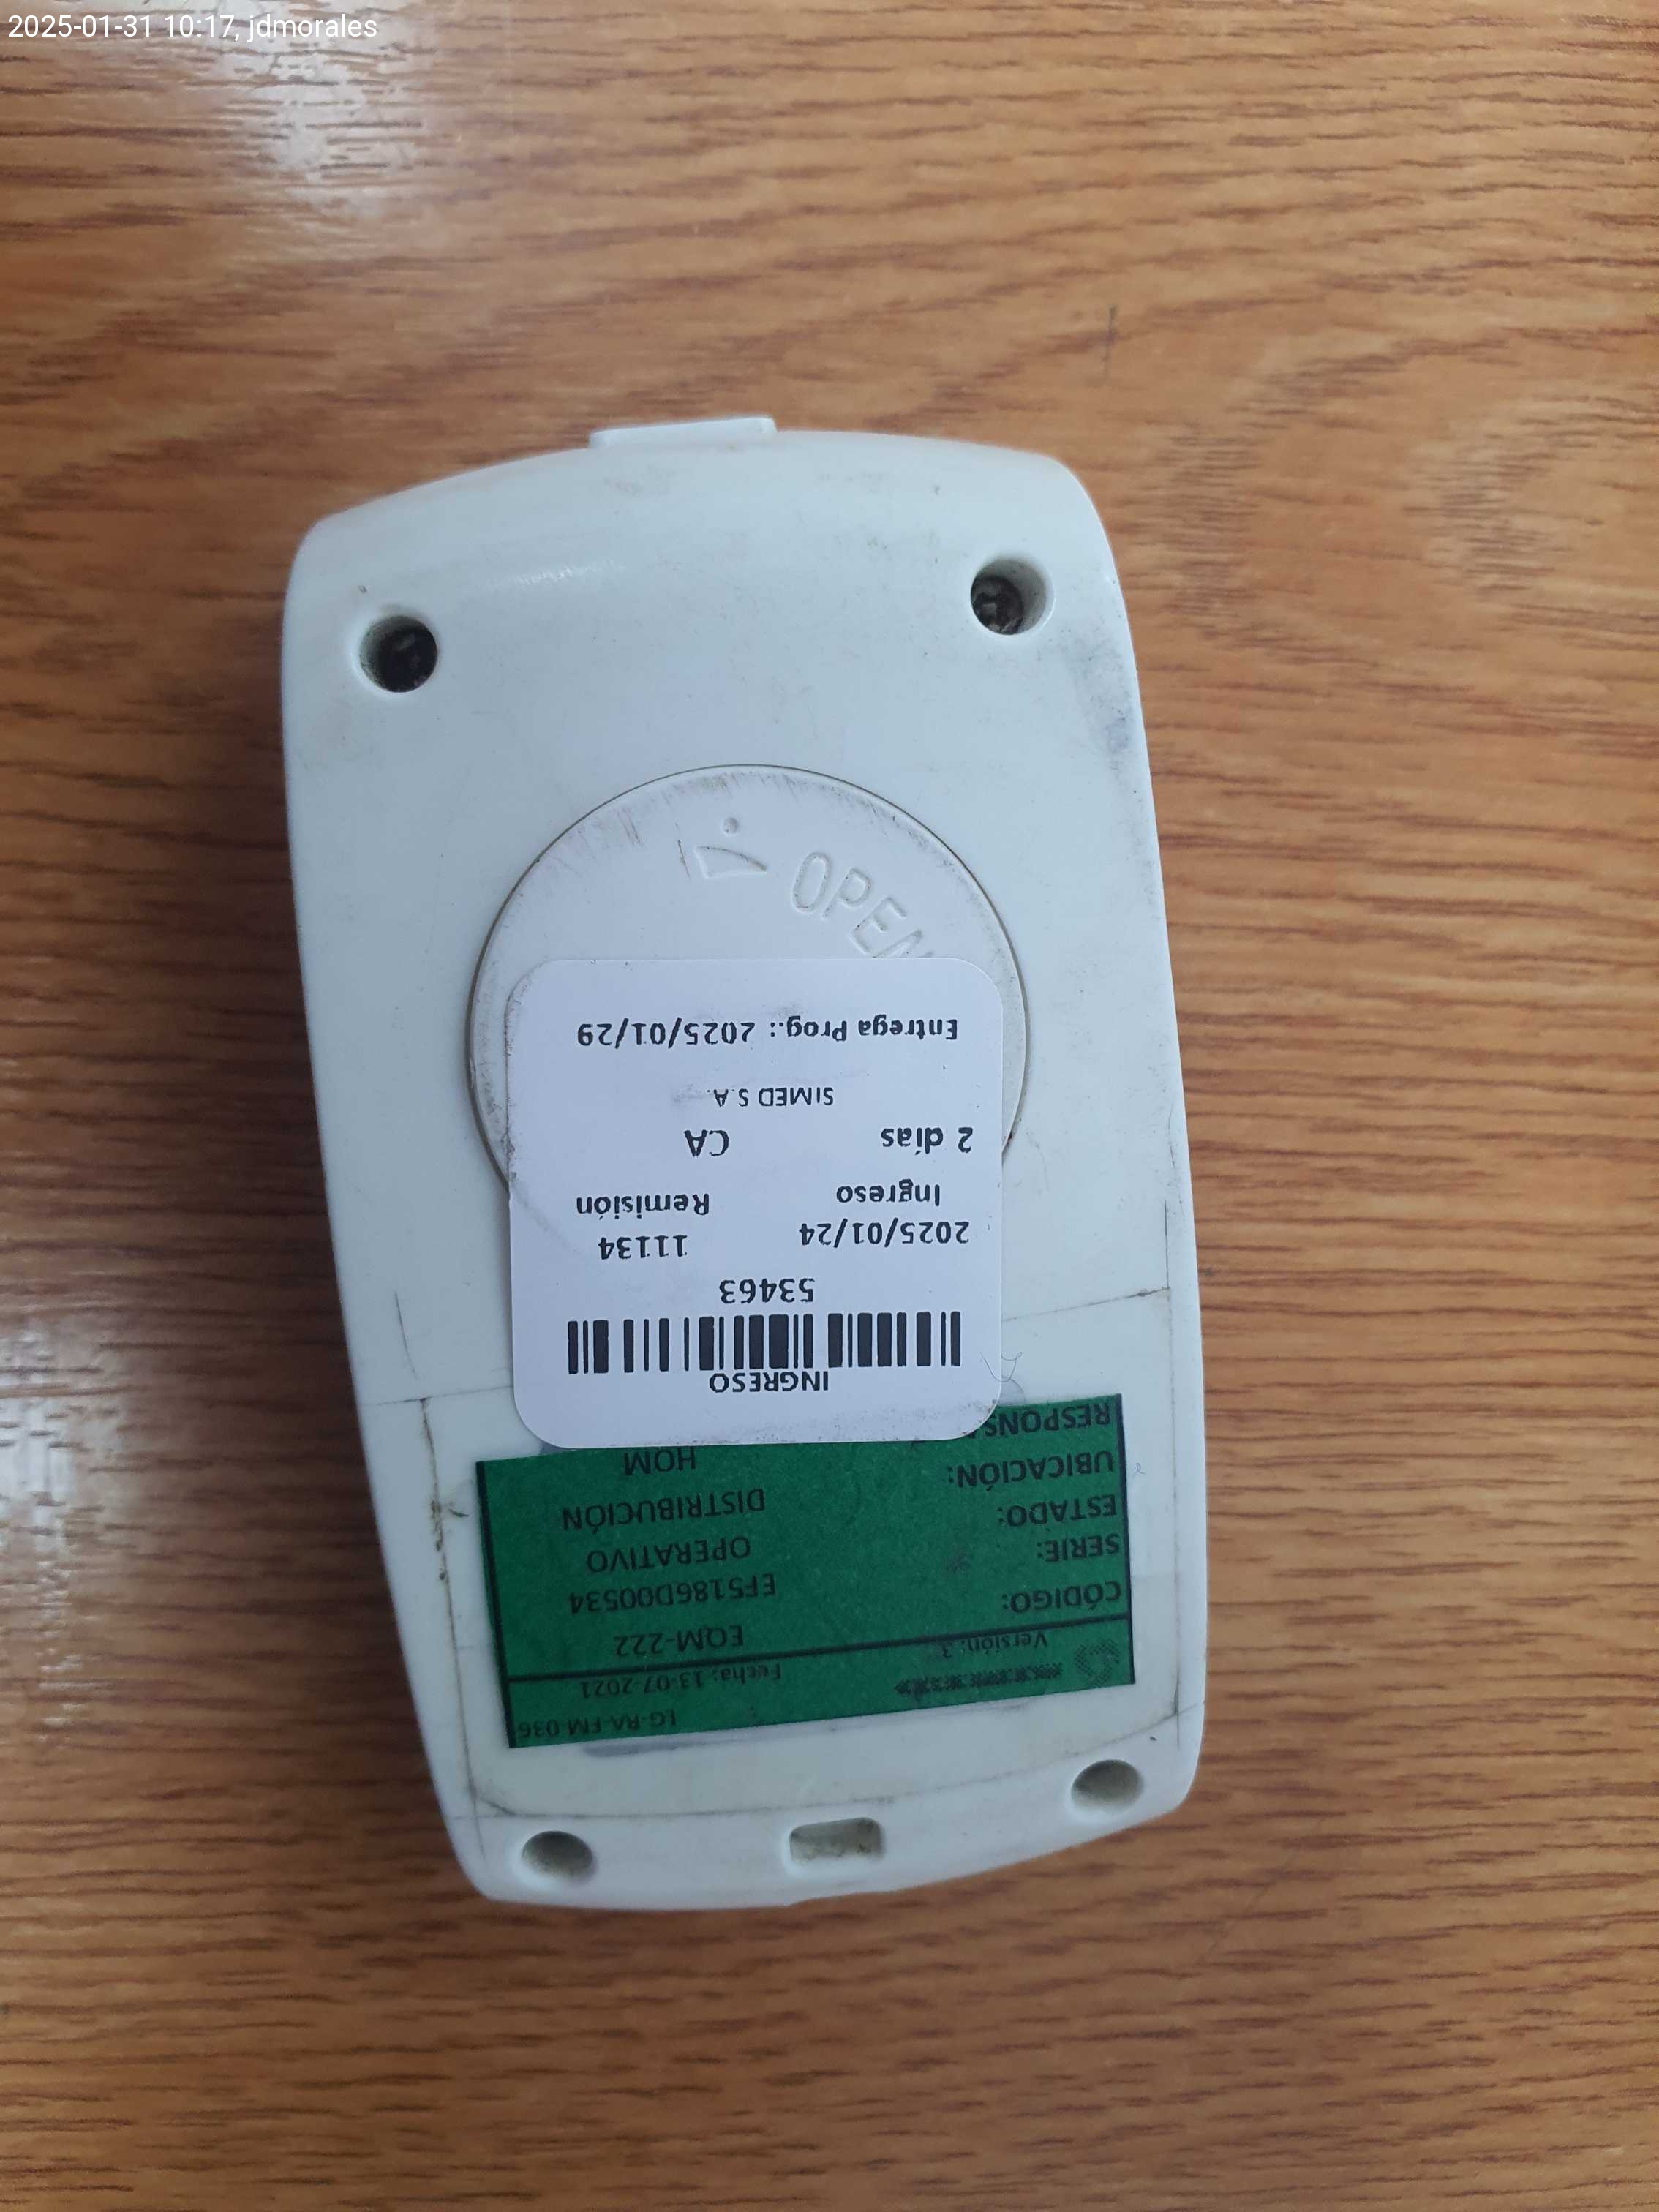 2025-01-31 10:17, jdmorales
OPEN
INGRESO
53463
2025/01/24 11134
Ingreso Remisión
2 días CA
SIMED S.A.
Entrega Prog.: 2025/01/29
EG-RA-FM-036
Versión: 3 Fecha: 13-07-2021
CÓDIGO: EQM-222
SERIE: EF5186D00534
ESTADO: OPERATIVO
UBICACIÓN: DISTRIBUCIÓN
RESPONS HOM